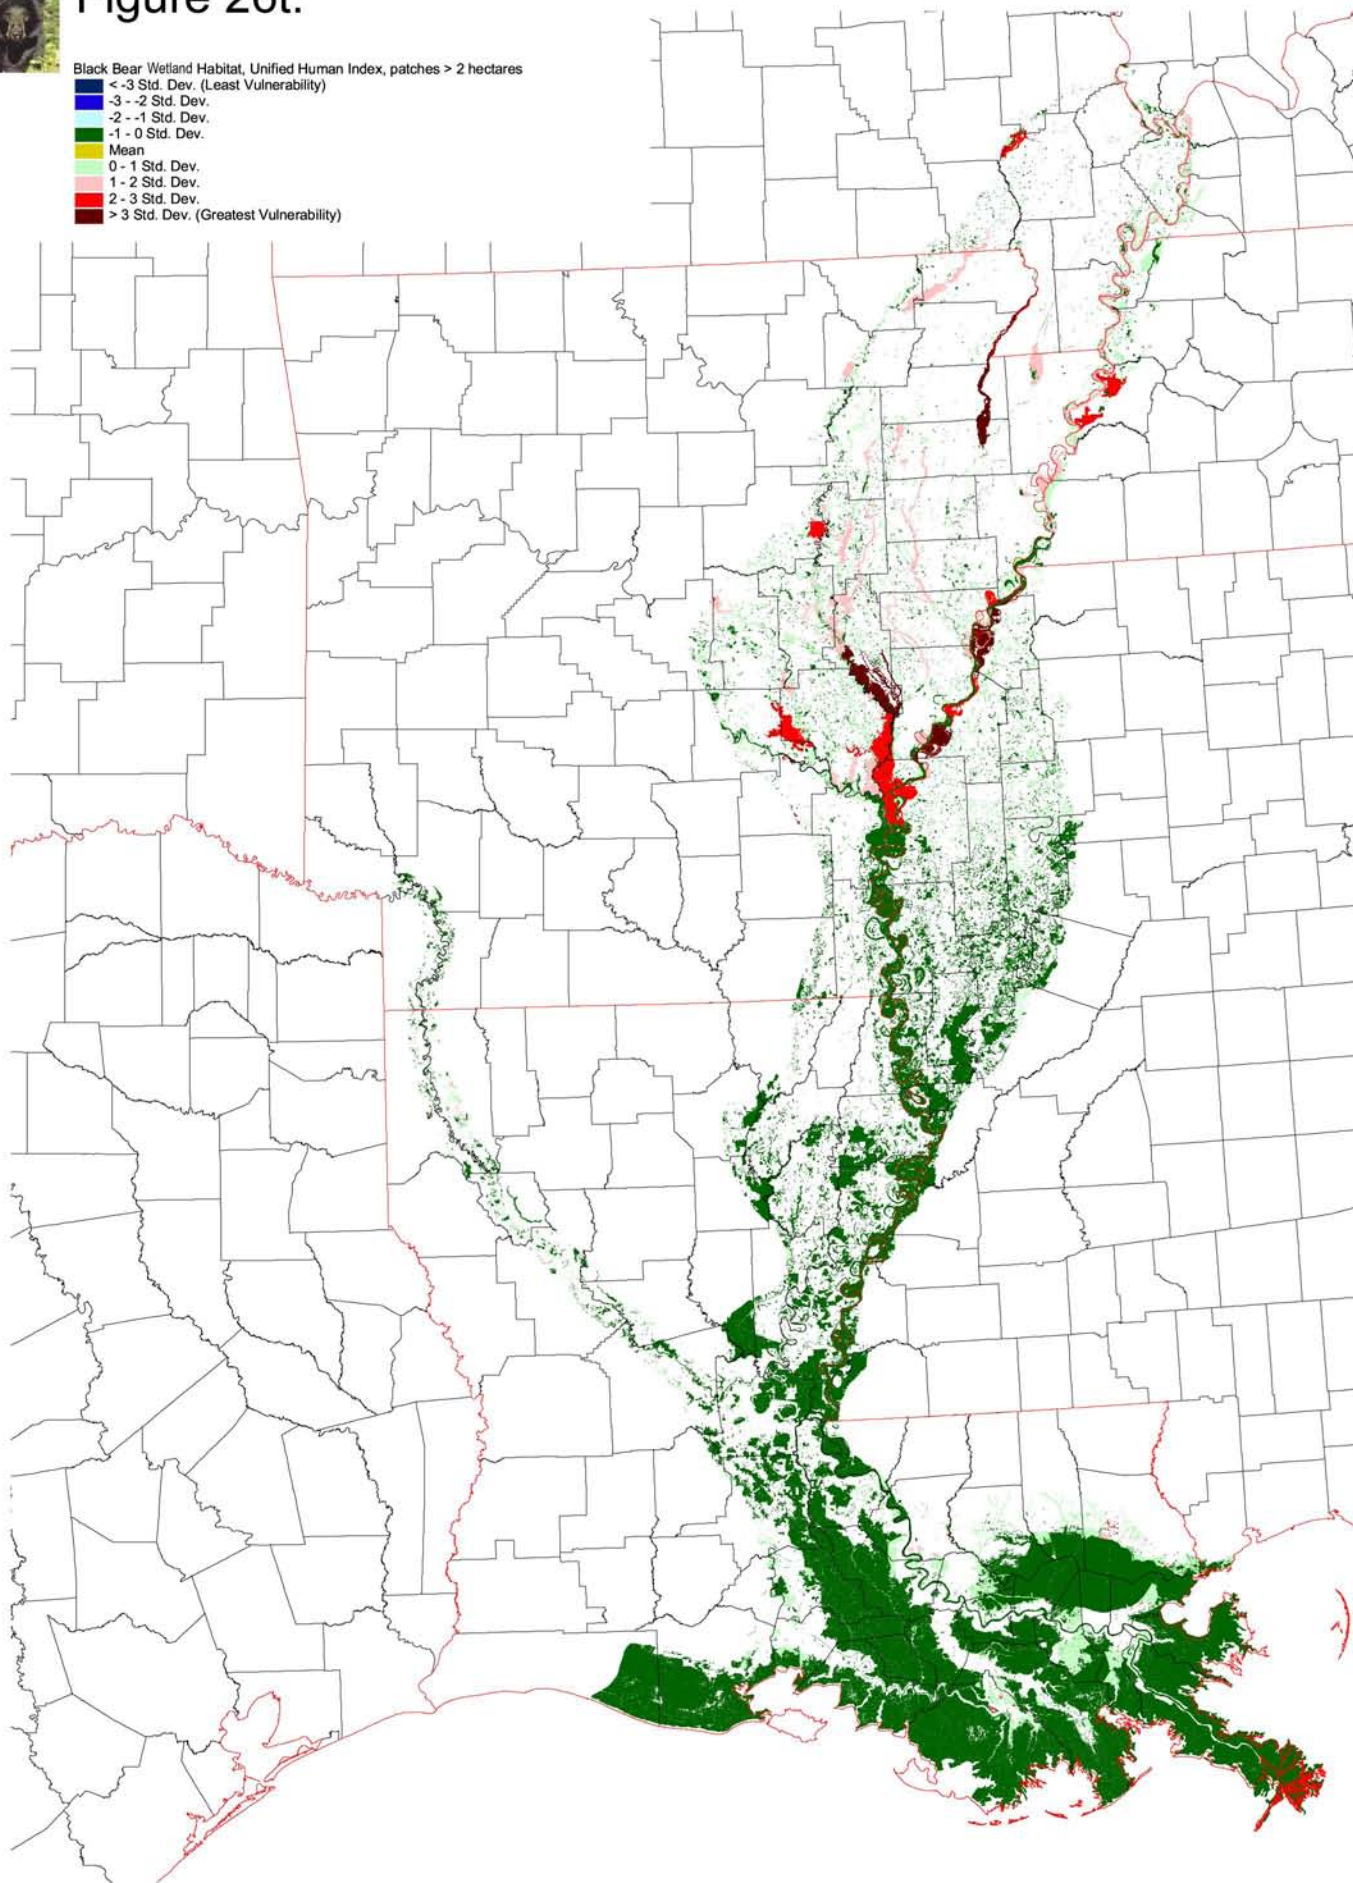 Figure 26t.
Black Bear Wetland Habitat, Unified Human Index, patches > 2 hectares
< -3 Std. Dev. (Least Vulnerability)
-3 - -2 Std. Dev.
-2 - -1 Std. Dev.
-1 - 0 Std. Dev.
Mean
0 - 1 Std. Dev.
1 - 2 Std. Dev.
2 - 3 Std. Dev.
> 3 Std. Dev. (Greatest Vulnerability)